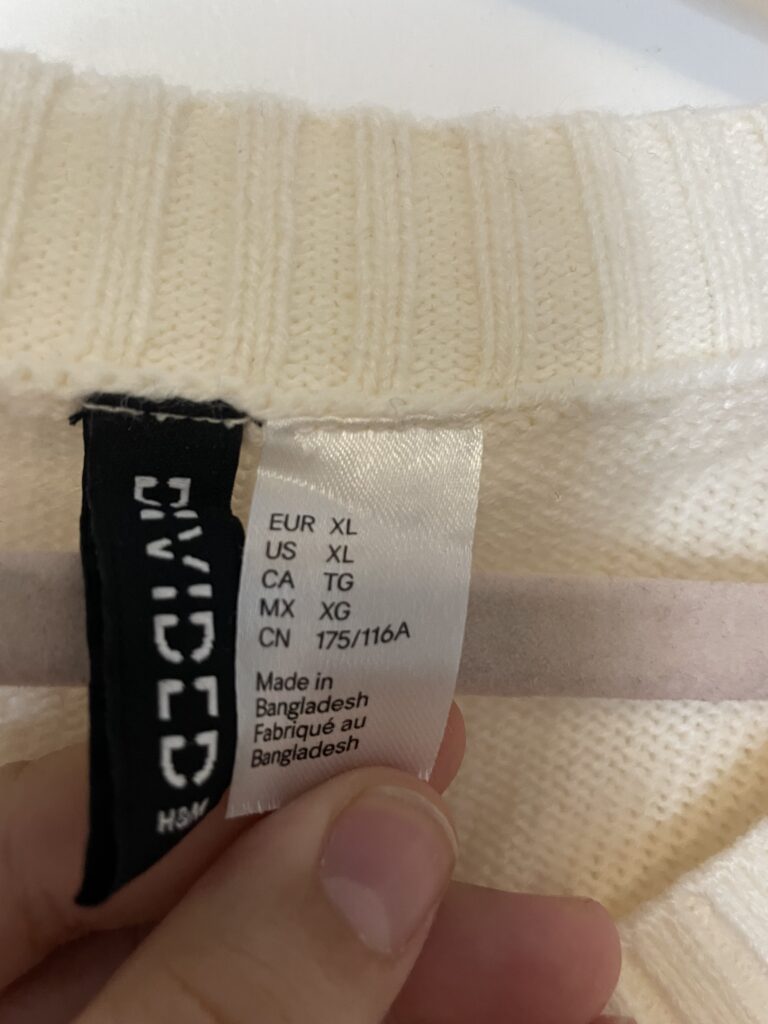 DIVIDED
H&M
EUR XL
US XL
CA TG
MX XG
CN 175/116A
Made in
Bangladesh
Fabriqué au
Bangladesh